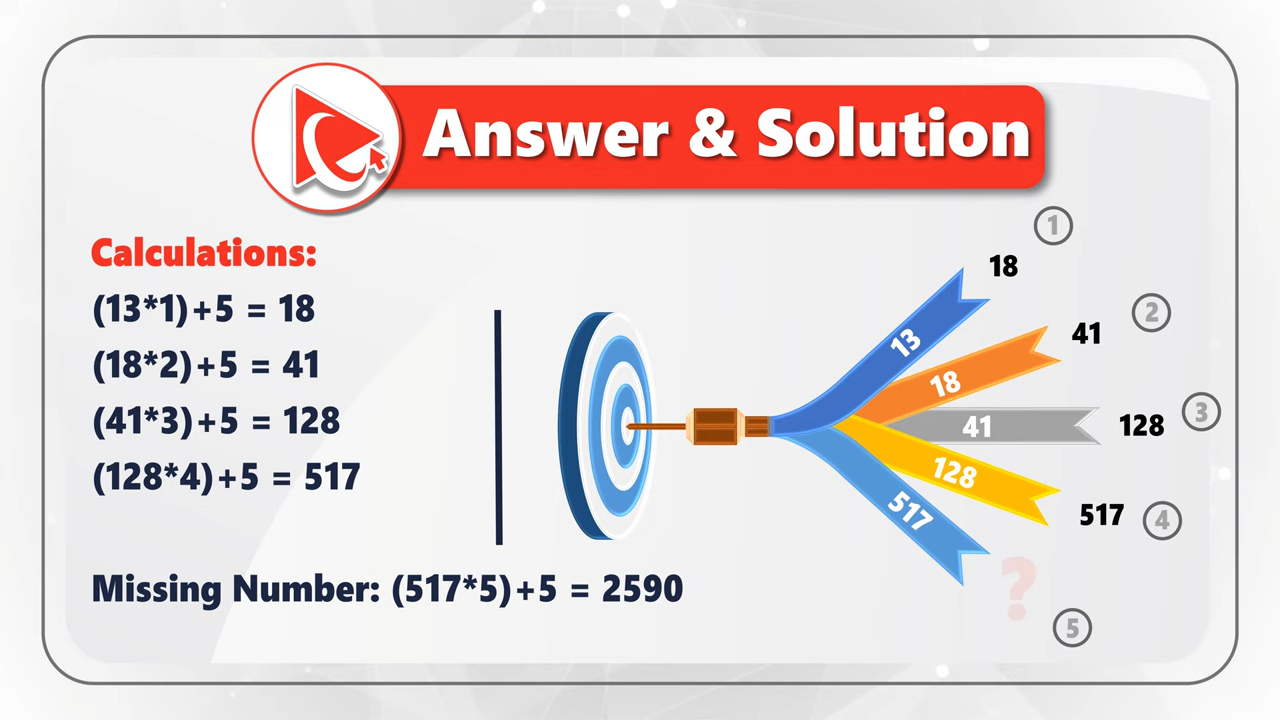 Answer & Solution
Calculations:
(13*1)+5 = 18
(18*2)+5 = 41
(41*3)+5 = 128
(128*4)+5 = 517
Missing Number: (517*5)+5 = 2590
1
18
13
2
41
18
3
128
41
128
517
4
517
?
5